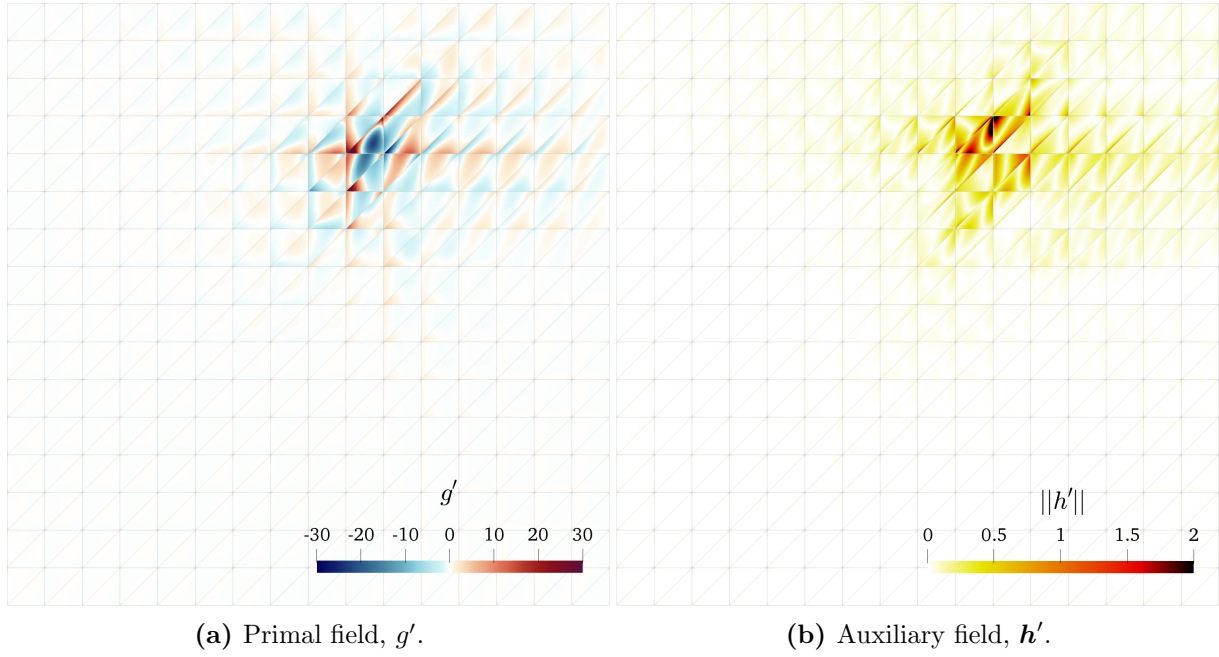 g′
-30 -20 -10 0 10 20 30
||h′||
0 0.5 1 1.5 2
(a) Primal field, g′.
(b) Auxiliary field, h′.